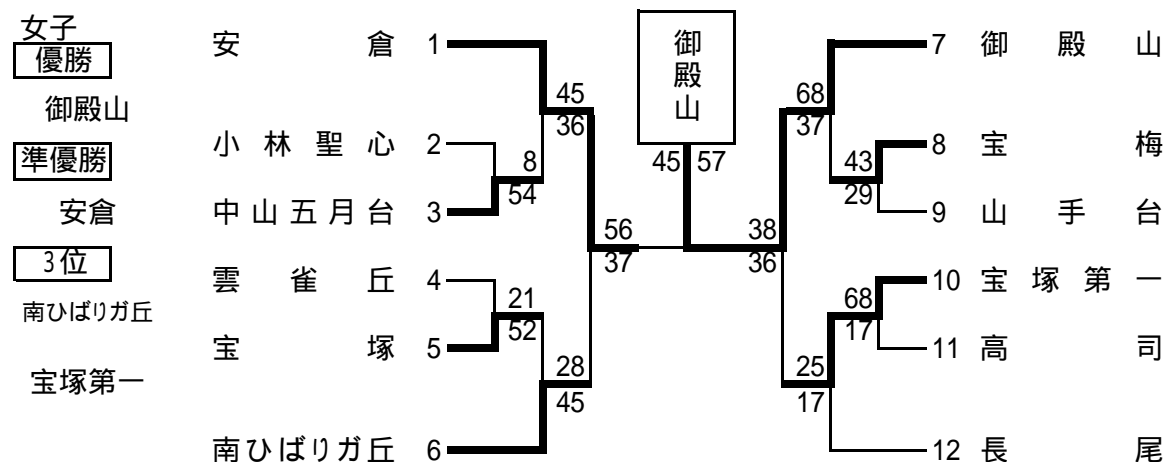 女子
優勝
御殿山
準優勝
安倉
3位
南ひばりガ丘
宝塚第一
安倉 1
小林聖心 2
中山五月台 3
雲雀丘 4
宝塚 5
南ひばりガ丘 6
45
36
8
54
56
37
21
52
28
45
御殿山
45 57
68
37
43
29
38
36
68
17
25
17
7 御殿山
8 宝梅
9 山手台
10 宝塚第一
11 高司
12 長尾